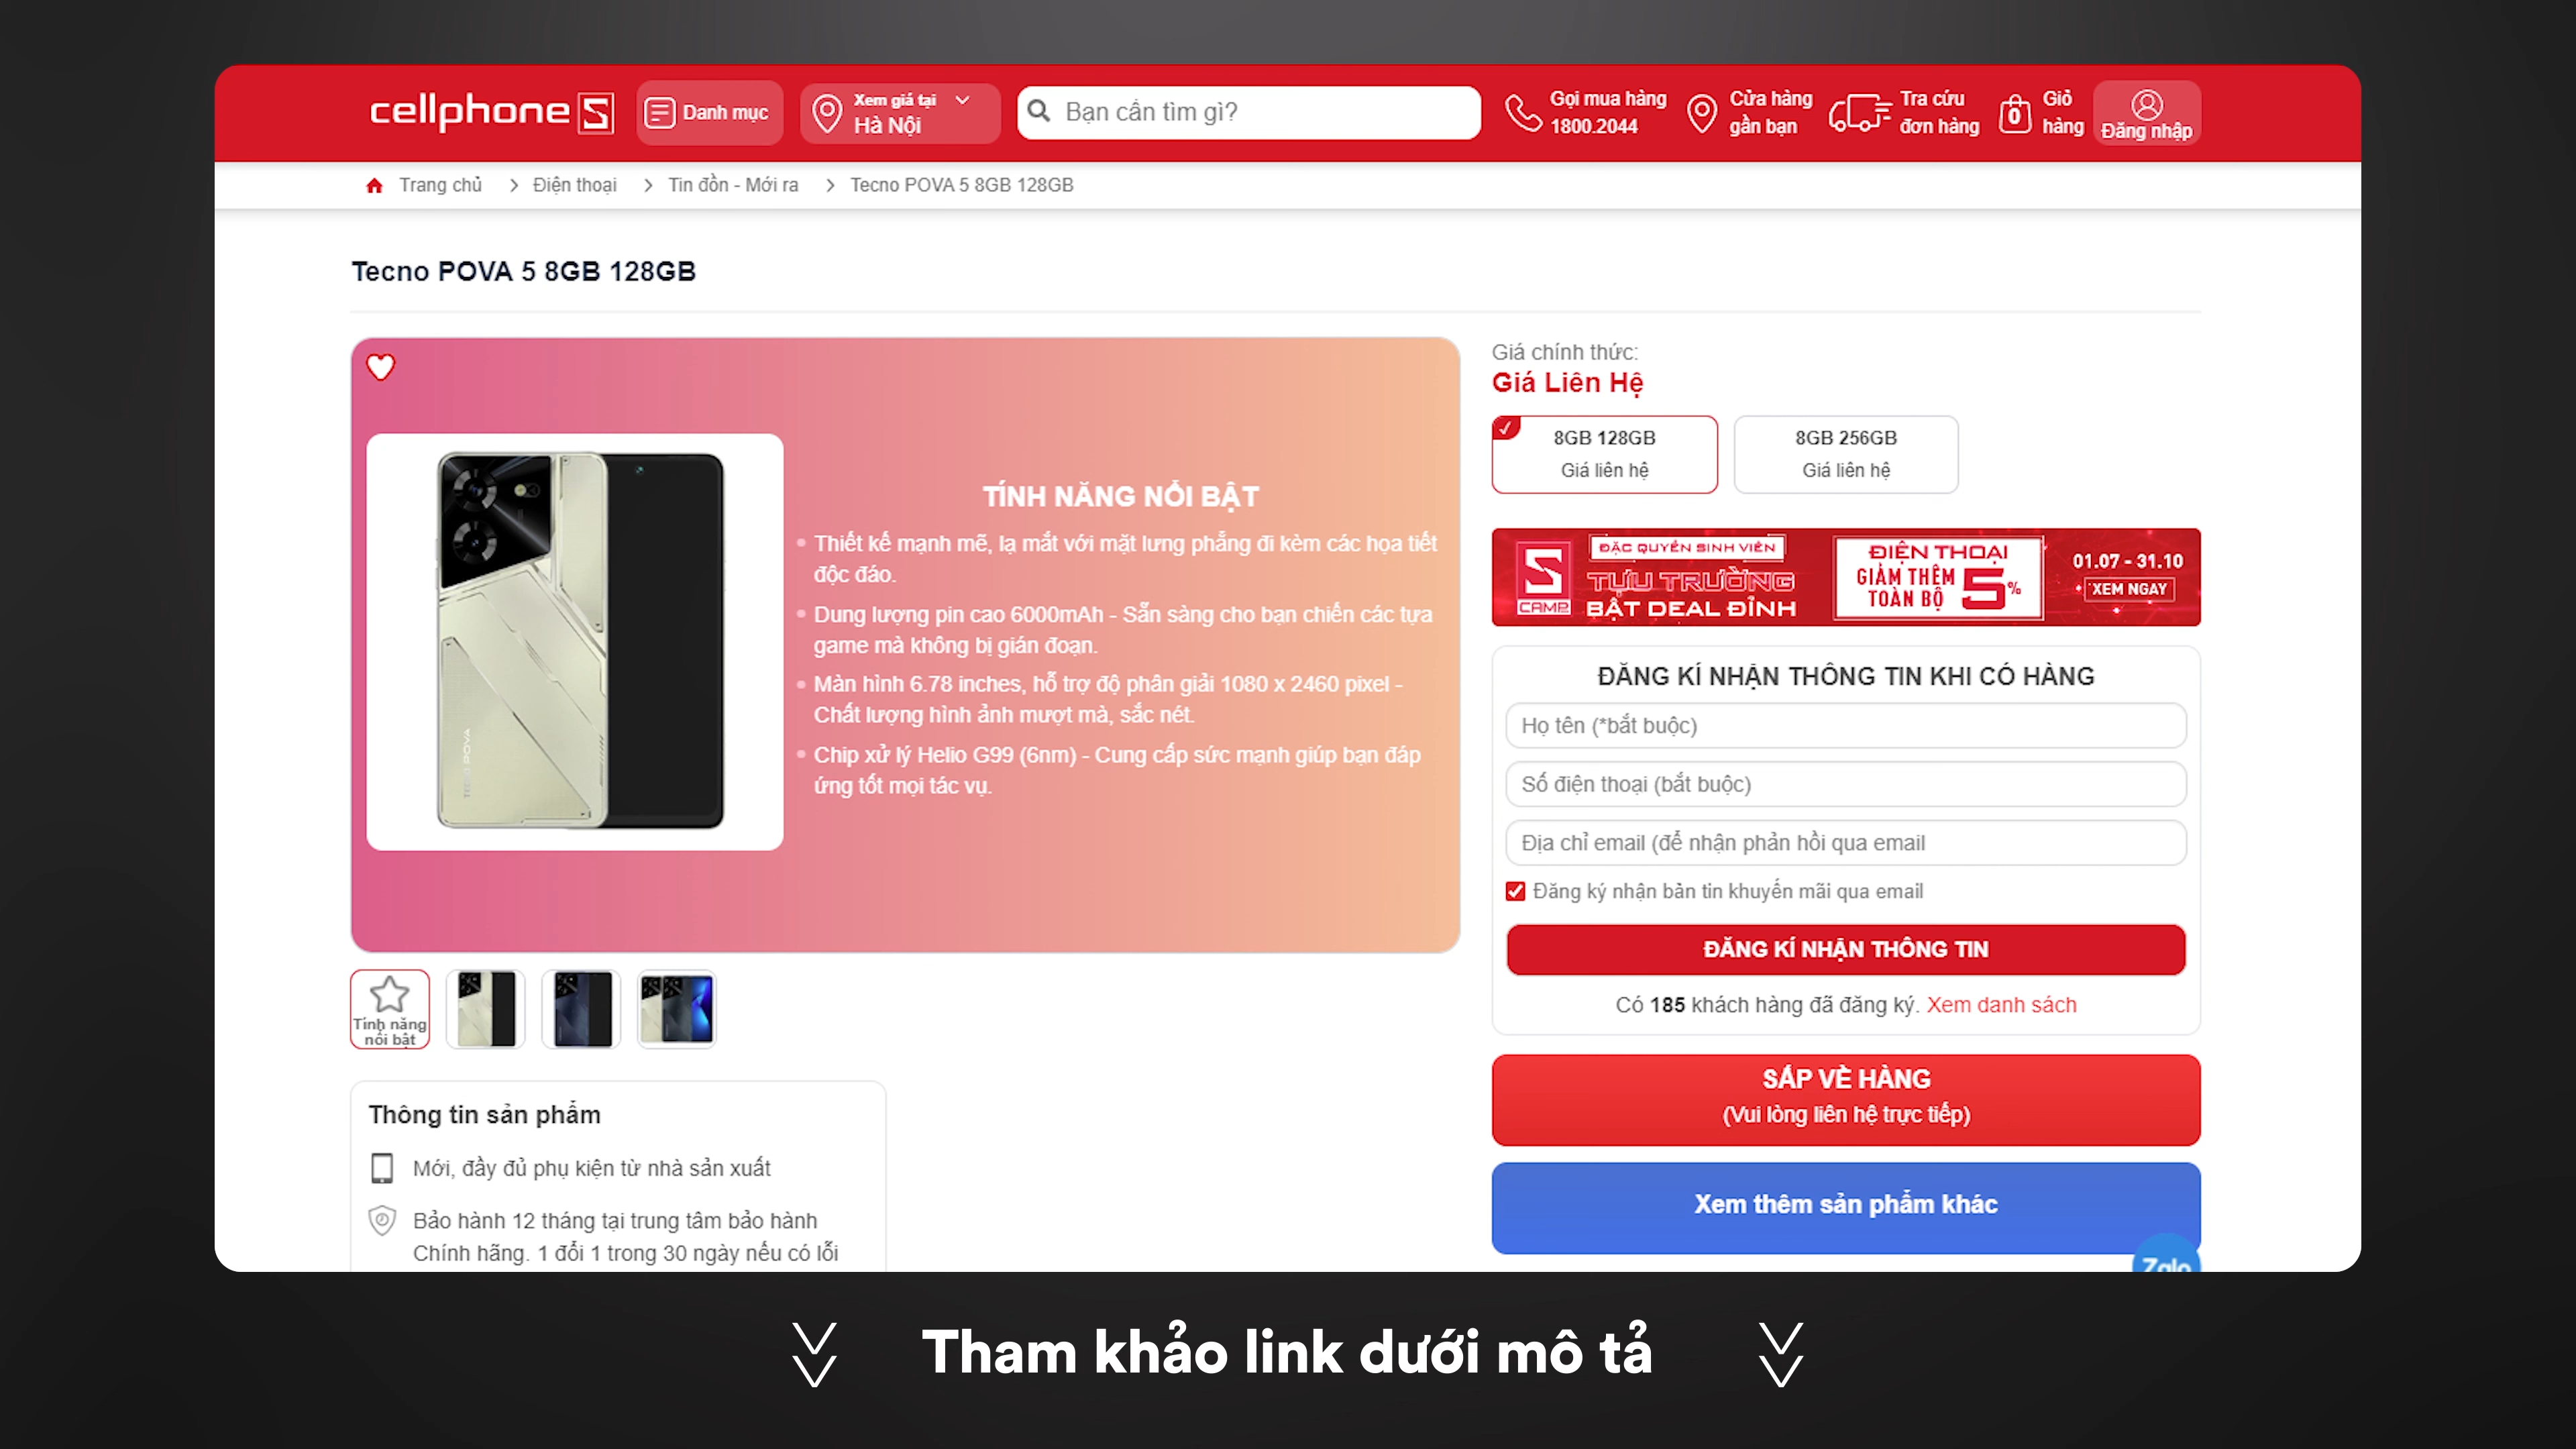 cellphoneS
Danh mục
Xem giá tại
Hà Nội
Bạn cần tìm gì?
Gọi mua hàng
1800.2044
Cửa hàng
gần bạn
Tra cứu
đơn hàng
0
Giỏ
hàng
Đăng nhập
Trang chủ
Điện thoại
Tin đồn - Mới ra
Tecno POVA 5 8GB 128GB
Tecno POVA 5 8GB 128GB
TECNO POVA
TÍNH NĂNG NỔI BẬT
Thiết kế mạnh mẽ, lạ mắt với mặt lưng phẳng đi kèm các họa tiết
độc đáo.
Dung lượng pin cao 6000mAh - Sẵn sàng cho bạn chiến các tựa
game mà không bị gián đoạn.
Màn hình 6.78 inches, hỗ trợ độ phân giải 1080 x 2460 pixel -
Chất lượng hình ảnh mượt mà, sắc nét.
Chip xử lý Helio G99 (6nm) - Cung cấp sức mạnh giúp bạn đáp
ứng tốt mọi tác vụ.
Tính năng
nổi bật
Thông tin sản phẩm
Mới, đầy đủ phụ kiện từ nhà sản xuất
Bảo hành 12 tháng tại trung tâm bảo hành
Chính hãng. 1 đổi 1 trong 30 ngày nếu có lỗi
Giá chính thức:
Giá Liên Hệ
8GB 128GB
Giá liên hệ
8GB 256GB
Giá liên hệ
S CAMP
ĐẶC QUYỀN SINH VIÊN
TỰU TRƯỜNG
BẬT DEAL ĐỈNH
ĐIỆN THOẠI
GIẢM THÊM
TOÀN BỘ
5%
01.07 - 31.10
XEM NGAY
ĐĂNG KÍ NHẬN THÔNG TIN KHI CÓ HÀNG
Họ tên (*bắt buộc)
Số điện thoại (bắt buộc)
Địa chỉ email (để nhận phản hồi qua email
Đăng ký nhận bản tin khuyến mãi qua email
ĐĂNG KÍ NHẬN THÔNG TIN
Có 185 khách hàng đã đăng ký. Xem danh sách
SẮP VỀ HÀNG
(Vui lòng liên hệ trực tiếp)
Xem thêm sản phẩm khác
Zalo
Tham khảo link dưới mô tả